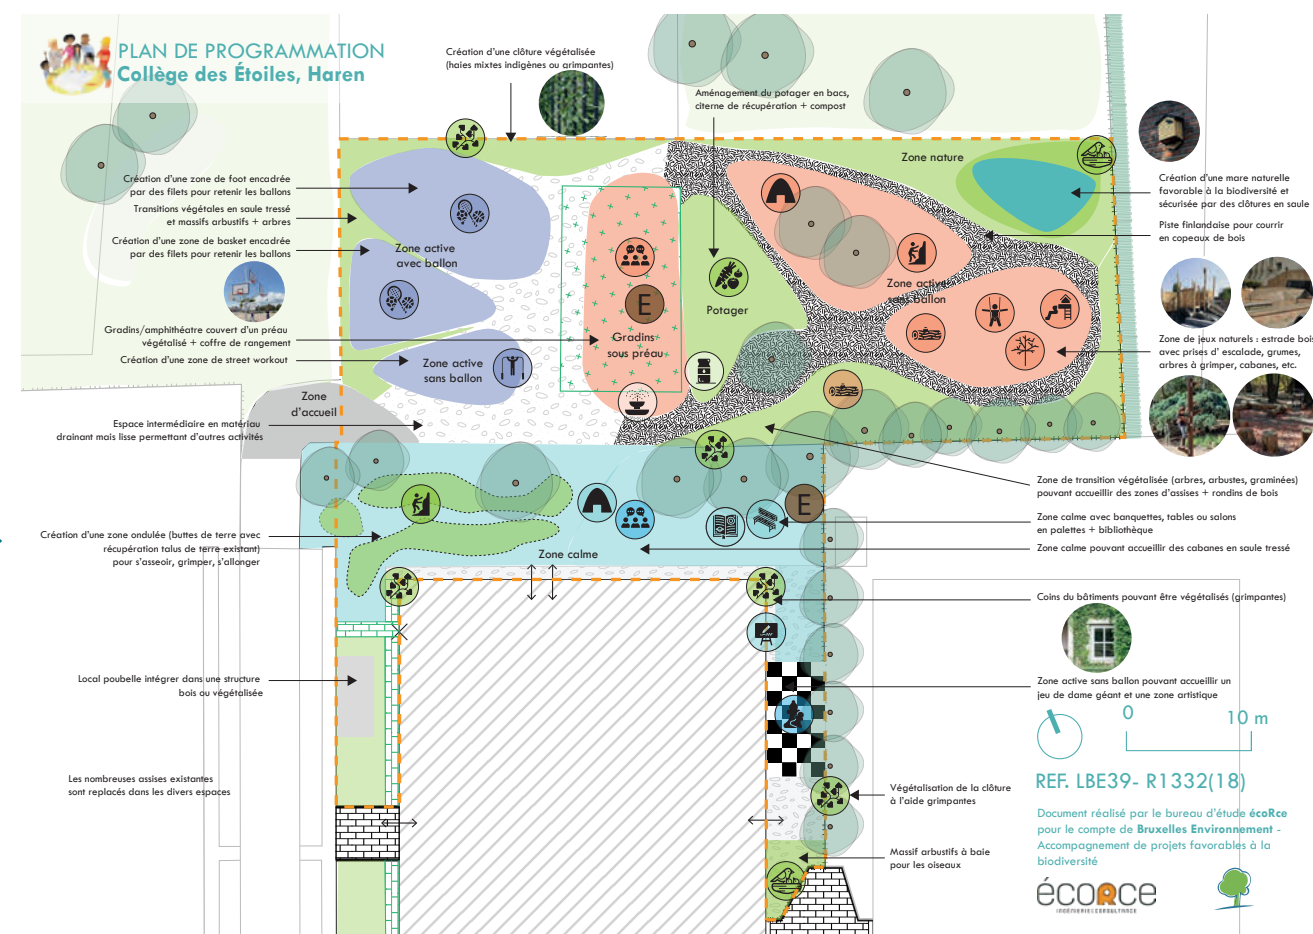 PLAN DE PROGRAMMATION
Collège des Étoiles, Haren
Création d'une clôture végétalisée
(haies mixtes indigènes ou grimpantes)
Aménagement du potager en bacs,
citerne de récupération + compost
Zone nature
Création d'une zone de foot encadrée
par des filets pour retenir les ballons
Transitions végétales en saule tressé
et massifs arbustifs + arbres
Création d'une zone de basket encadrée
par des filets pour retenir les ballons
Gradins/amphithéatre couvert d'un préau
végétalisé + coffre de rangement
Création d'une zone de street workout
Zone active
avec ballon
Zone active
sans ballon
E
Gradins
sous préau
Potager
Zone active
sans ballon
Création d'une mare naturelle
favorable à la biodiversité et
sécurisée par des clôtures en saule
Piste finlandaise pour courrir
en copeaux de bois
Zone de jeux naturels : estrade bois
avec prises d' escalade, grumes,
arbres à grimper, cabanes, etc.
Zone
d'accueil
Espace intermédiaire en matériau
drainant mais lisse permettant d'autres activités
Création d'une zone ondulée (buttes de terre avec
récupération talus de terre existant)
pour s'asseoir, grimper, s'allonger
Zone calme
E
Zone de transition végétalisée (arbres, arbustes, graminées)
pouvant accueillir des zones d'assises + rondins de bois
Zone calme avec banquettes, tables ou salons
en palettes + bibliothèque
Zone calme pouvant accueillir des cabanes en saule tressé
Coins du bâtiments pouvant être végétalisés (grimpantes)
Local poubelle intégrer dans une structure
bois ou végétalisée
Les nombreuses assises existantes
sont replacés dans les divers espaces
Zone active sans ballon pouvant accueillir un
jeu de dame géant et une zone artistique
0
10 m
Végétalisation de la clôture
à l'aide grimpantes
Massif arbustifs à baie
pour les oiseaux
REF. LBE39- R1332(18)
Document réalisé par le bureau d'étude écoRce
pour le compte de Bruxelles Environnement -
Accompagnement de projets favorables à la
biodiversité
écoRce
INGÉNIERIE & CONSULTANCE